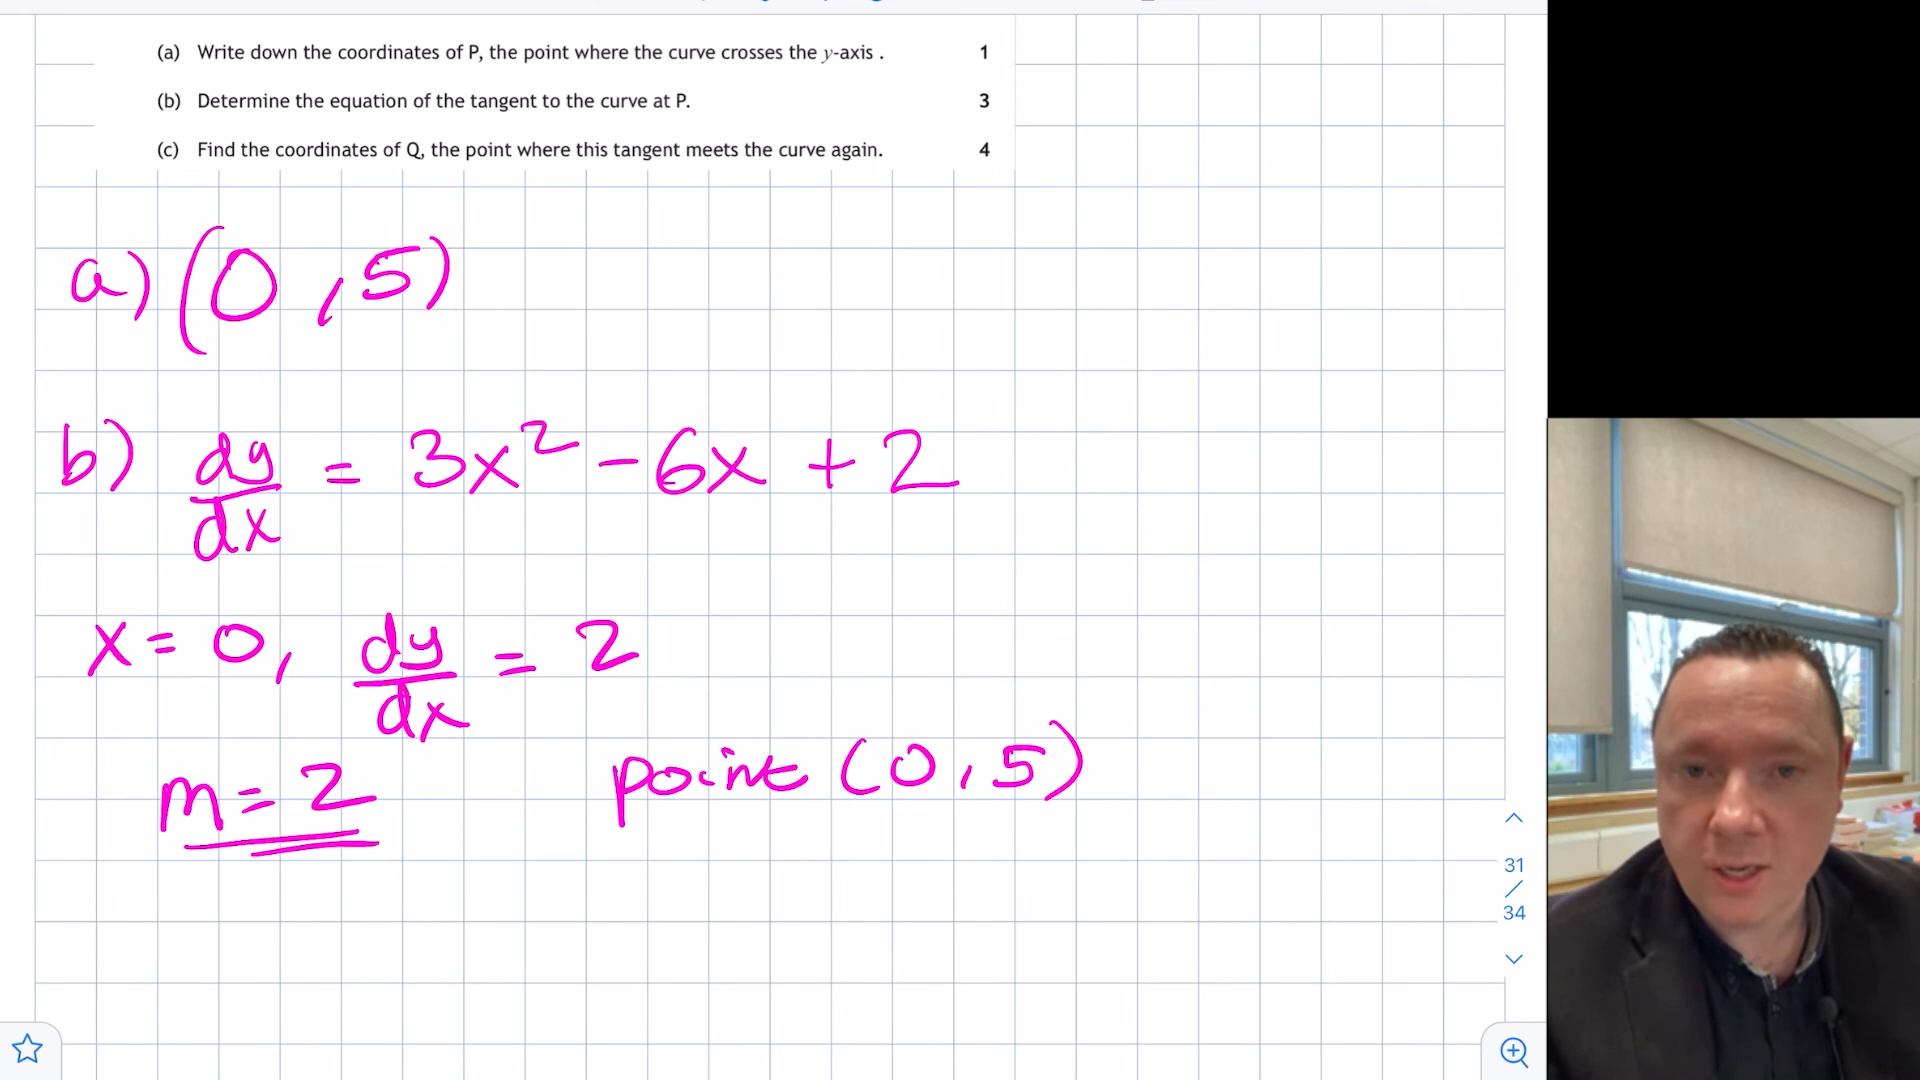 (a) Write down the coordinates of P, the point where the curve crosses the y-axis . 1
(b) Determine the equation of the tangent to the curve at P. 3
(c) Find the coordinates of Q, the point where this tangent meets the curve again. 4
a) (0 , 5)
b) dy/dx = 3x² - 6x + 2
x = 0, dy/dx = 2
m = 2 point (0,5)
31
/
34